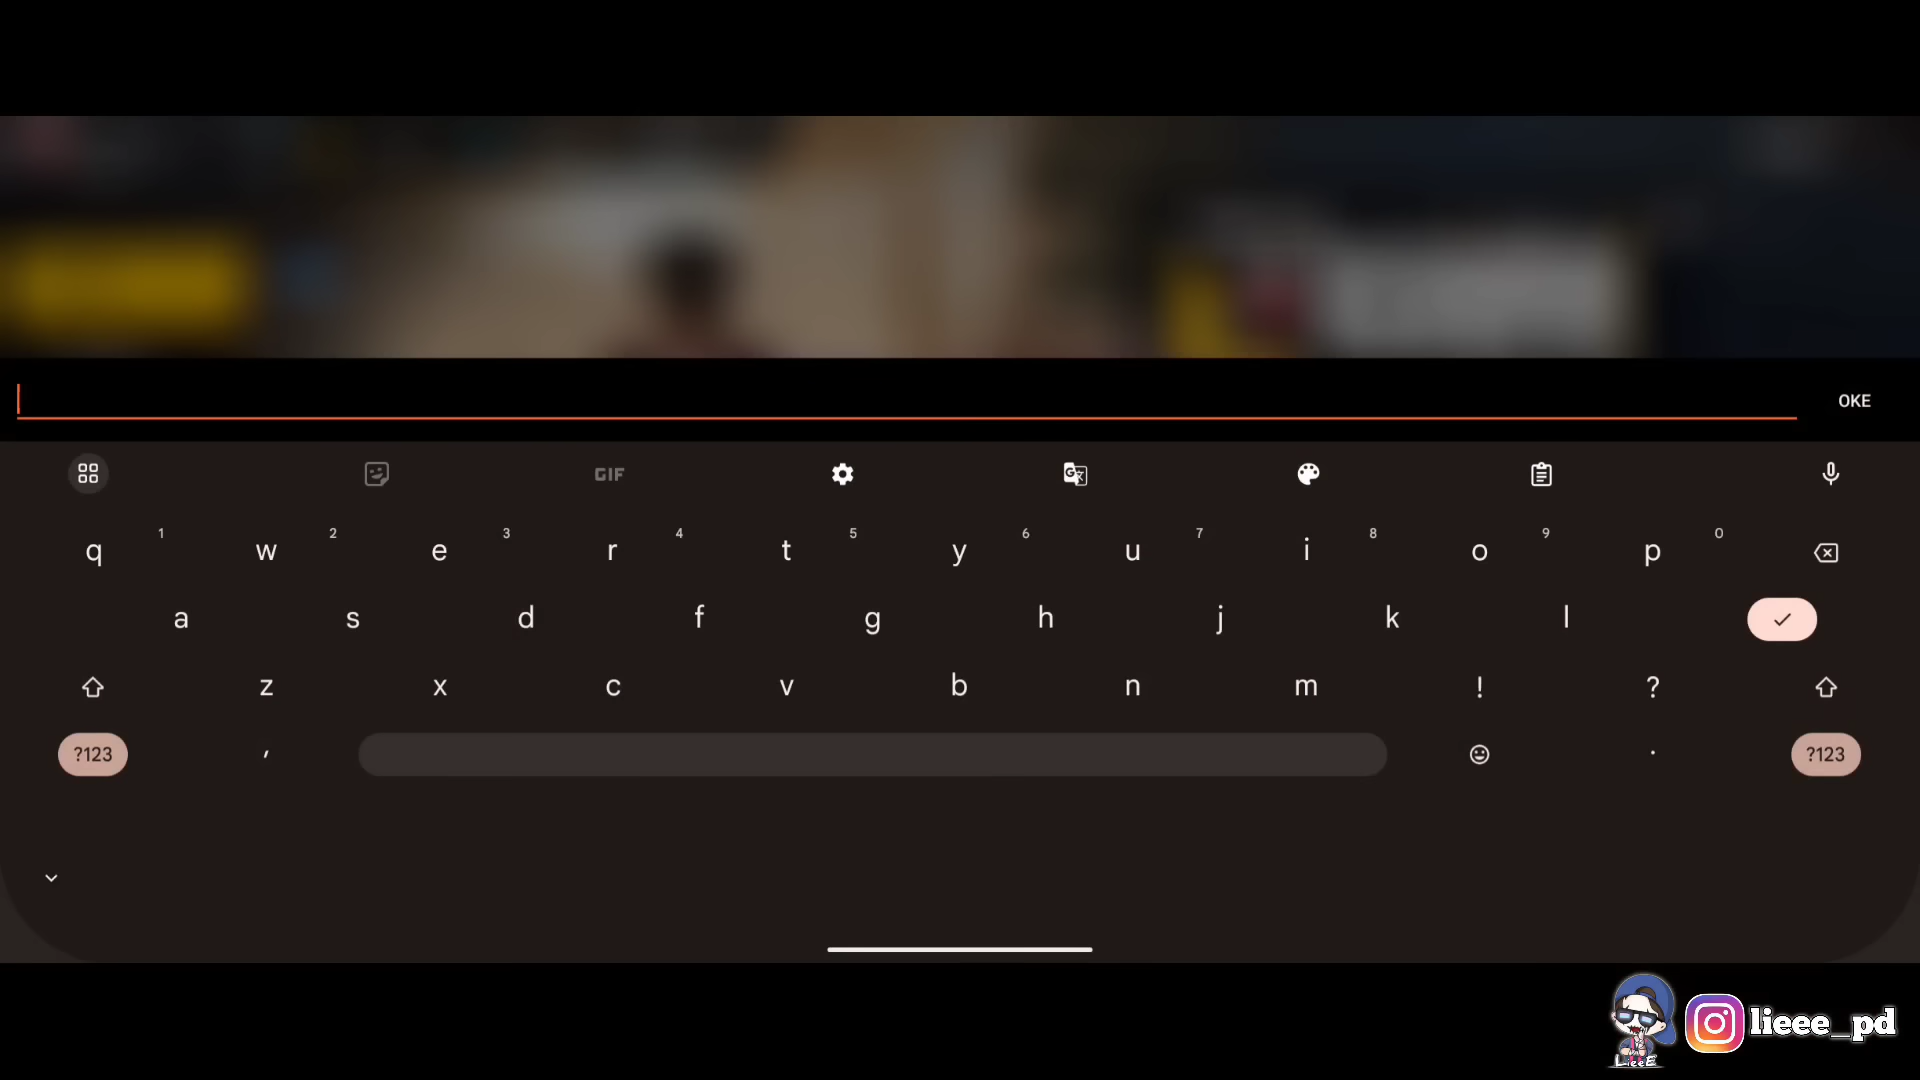 OKE
GIF
q 1 w 2 e 3 r 4 t 5 y 6 u 7 i 8 o 9 p 0
a s d f g h j k l
z x c v b n m ! ?
?123 , . ?123
LieeE
lieee_pd